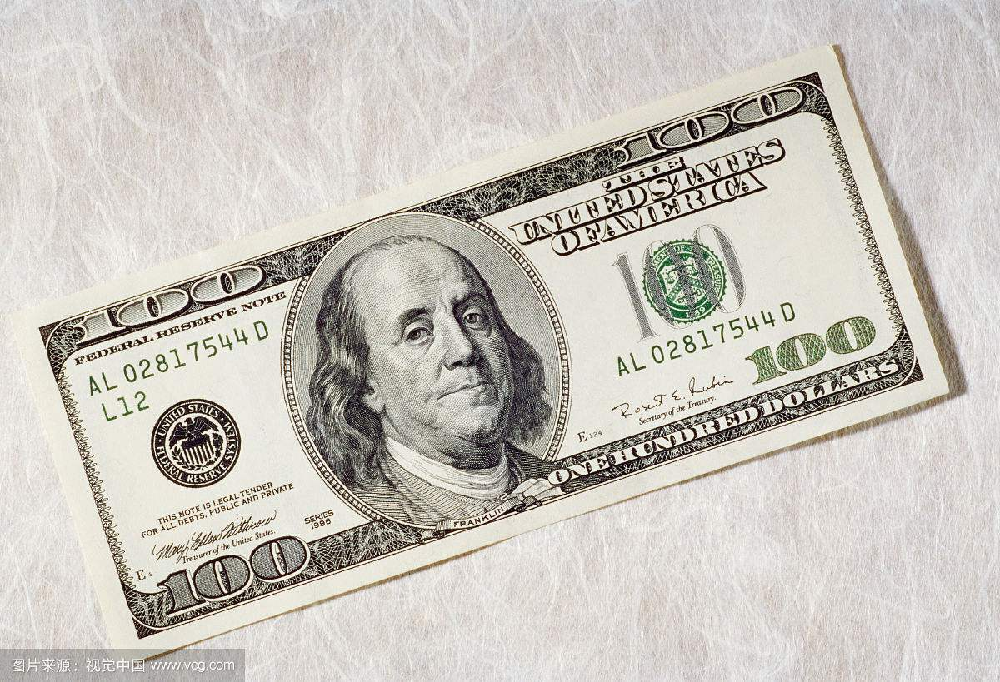 100
100
THE
UNITED STATES
OF AMERICA
FEDERAL RESERVE NOTE
AL 02817544 D
L12
UNITED STATES
FEDERAL RESERVE SYSTEM
THIS NOTE IS LEGAL TENDER
FOR ALL DEBTS, PUBLIC AND PRIVATE
Mary Ellen Withrow
Treasurer of the United States.
SERIES
1996
E4
100
FRANKLIN
100
1789
AL 02817544 D
100
Robert E. Rubin
Secretary of the Treasury.
E124
ONE HUNDRED DOLLARS
图片来源：视觉中国 www.vcg.com